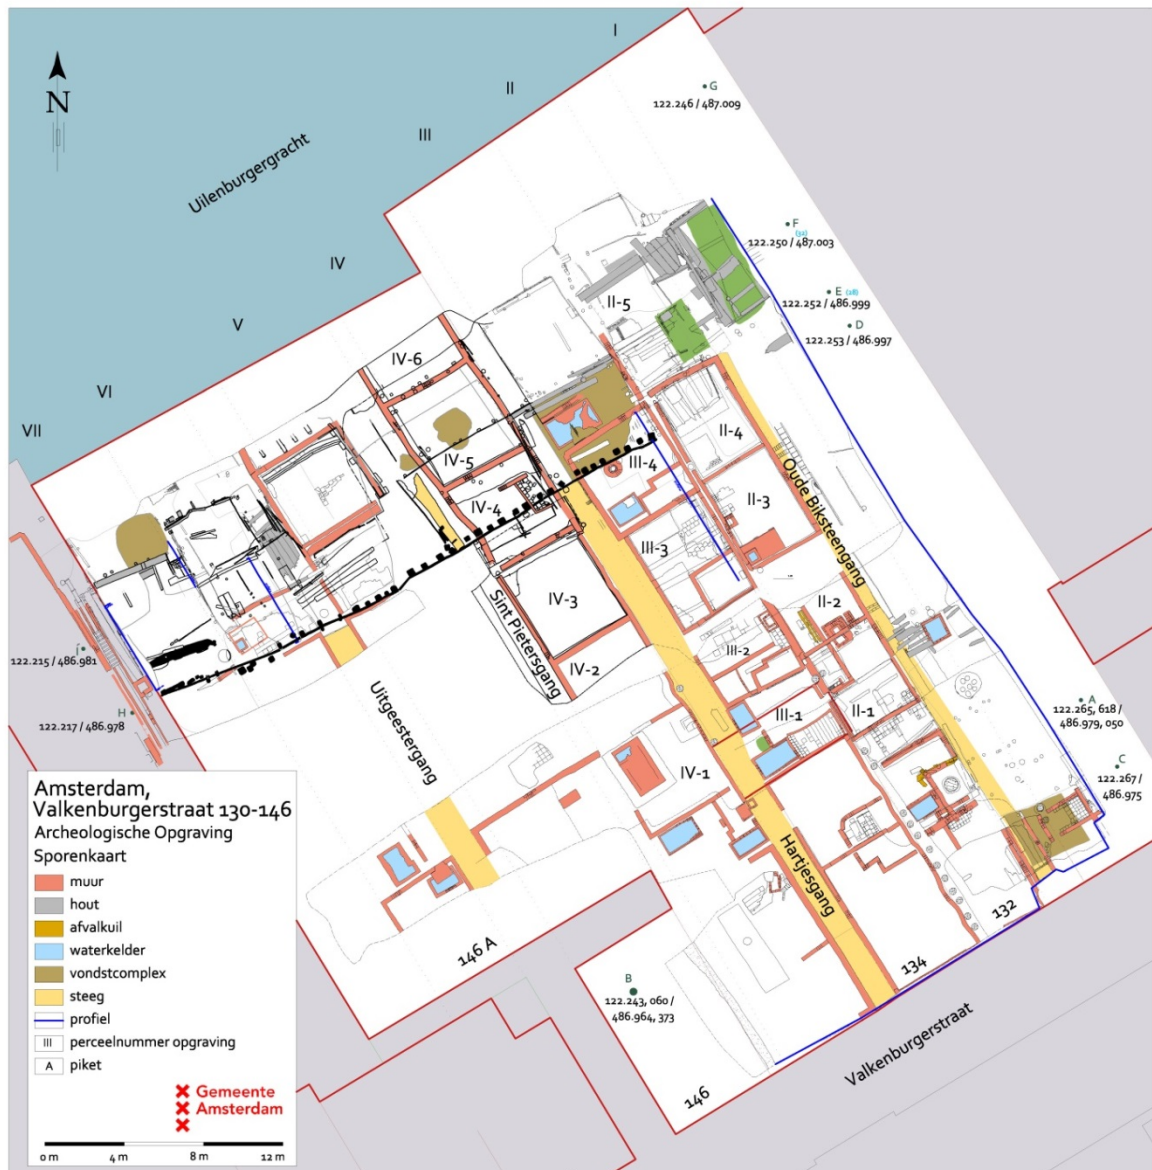 I
G
122.246 / 487.009
II
N
III
Uilenburgergracht
F
(32)
122.250 / 487.003
IV
E (28)
122.252 / 486.999
II-5
D
122.253 / 486.997
V
IV-6
VI
VII
II-4
Oude Biksteengang
IV-5
III-4
II-3
IV-4
III-3
IV-3
Sint Pietersgang
II-2
III-2
IV-2
122.215 / 486.981
H
122.217 / 486.978
Uitgeestergang
III-1
II-1
A
122.265, 618 /
486.979, 050
IV-1
C
122.267 /
486.975
Hartjesgang
132
134
146 A
B
122.243, 060 /
486.964, 373
Valkenburgerstraat
146
Amsterdam,
Valkenburgerstraat 130-146
Archeologische Opgraving
Sporenkaart
muur
hout
afvalkuil
waterkelder
vondstcomplex
steeg
profiel
III perceelnummer opgraving
A piket
Gemeente
Amsterdam
0 m 4 m 8 m 12 m